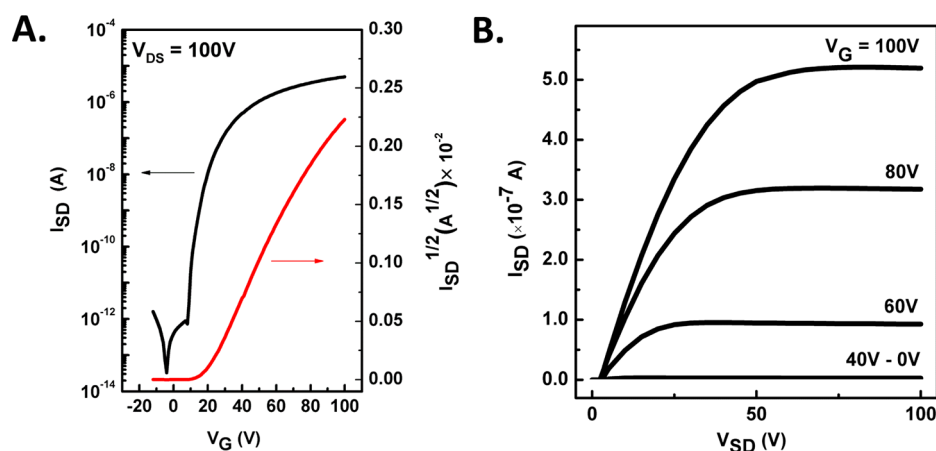 A.
V_DS = 100V
I_SD (A)
10^-4
10^-6
10^-8
10^-10
10^-12
10^-14
0.30
0.25
0.20
0.15
0.10
0.05
0.00
I_SD^1/2(A^1/2)× 10^-2
-20 0 20 40 60 80 100
V_G (V)
B.
I_SD (×10^-7 A)
5.0
4.0
3.0
2.0
1.0
0.0
V_G = 100V
80V
60V
40V - 0V
0 50 100
V_SD (V)